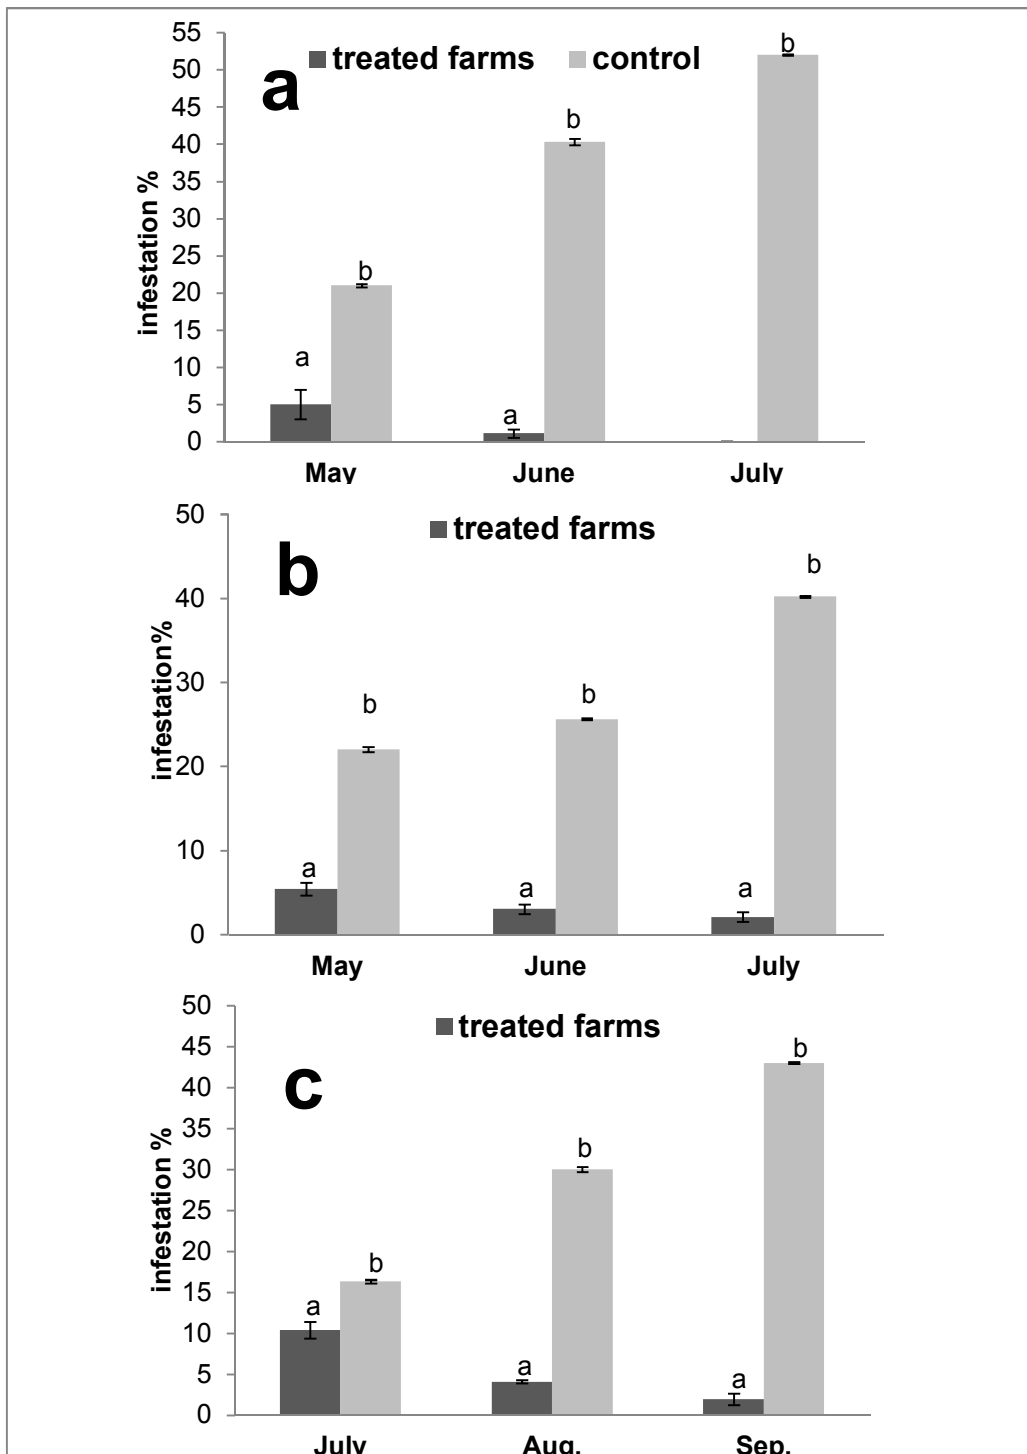 55
treated farms control
b
50
a
45
b
40
35
30
infestation %
25
b
20
15
a
10
5
a
0
May June July
50
treated farms
b
b
40
30
b
b
infestation%
20
10
a
a
a
0
May June July
50
treated farms
45
b
c
40
35
b
30
infestation %
25
20
b
15
a
10
5
a
a
0
July Aug. Sep.